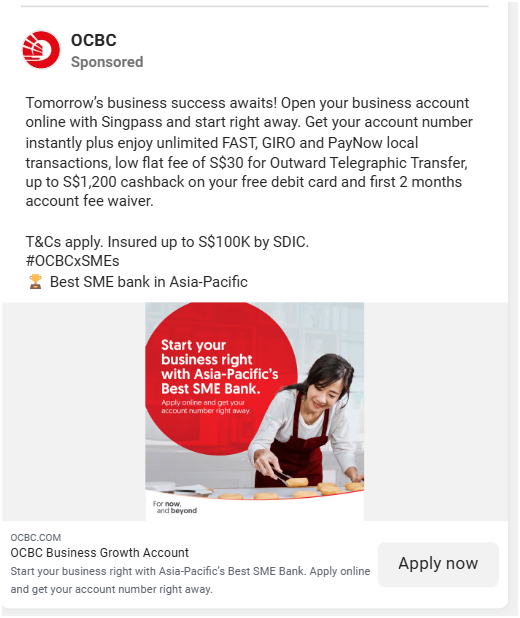 OCBC
Sponsored
Tomorrow's business success awaits! Open your business account
online with Singpass and start right away. Get your account number
instantly plus enjoy unlimited FAST, GIRO and PayNow local
transactions, low flat fee of S$30 for Outward Telegraphic Transfer,
up to S$1,200 cashback on your free debit card and first 2 months
account fee waiver.
T&Cs apply. Insured up to S$100K by SDIC.
#OCBCxSMEs
🏆 Best SME bank in Asia-Pacific
Start your
business right
with Asia-Pacific's
Best SME Bank.
Apply online and get your
account number right away.
For now,
and beyond
OCBC.COM
OCBC Business Growth Account
Start your business right with Asia-Pacific's Best SME Bank. Apply online
and get your account number right away.
Apply now